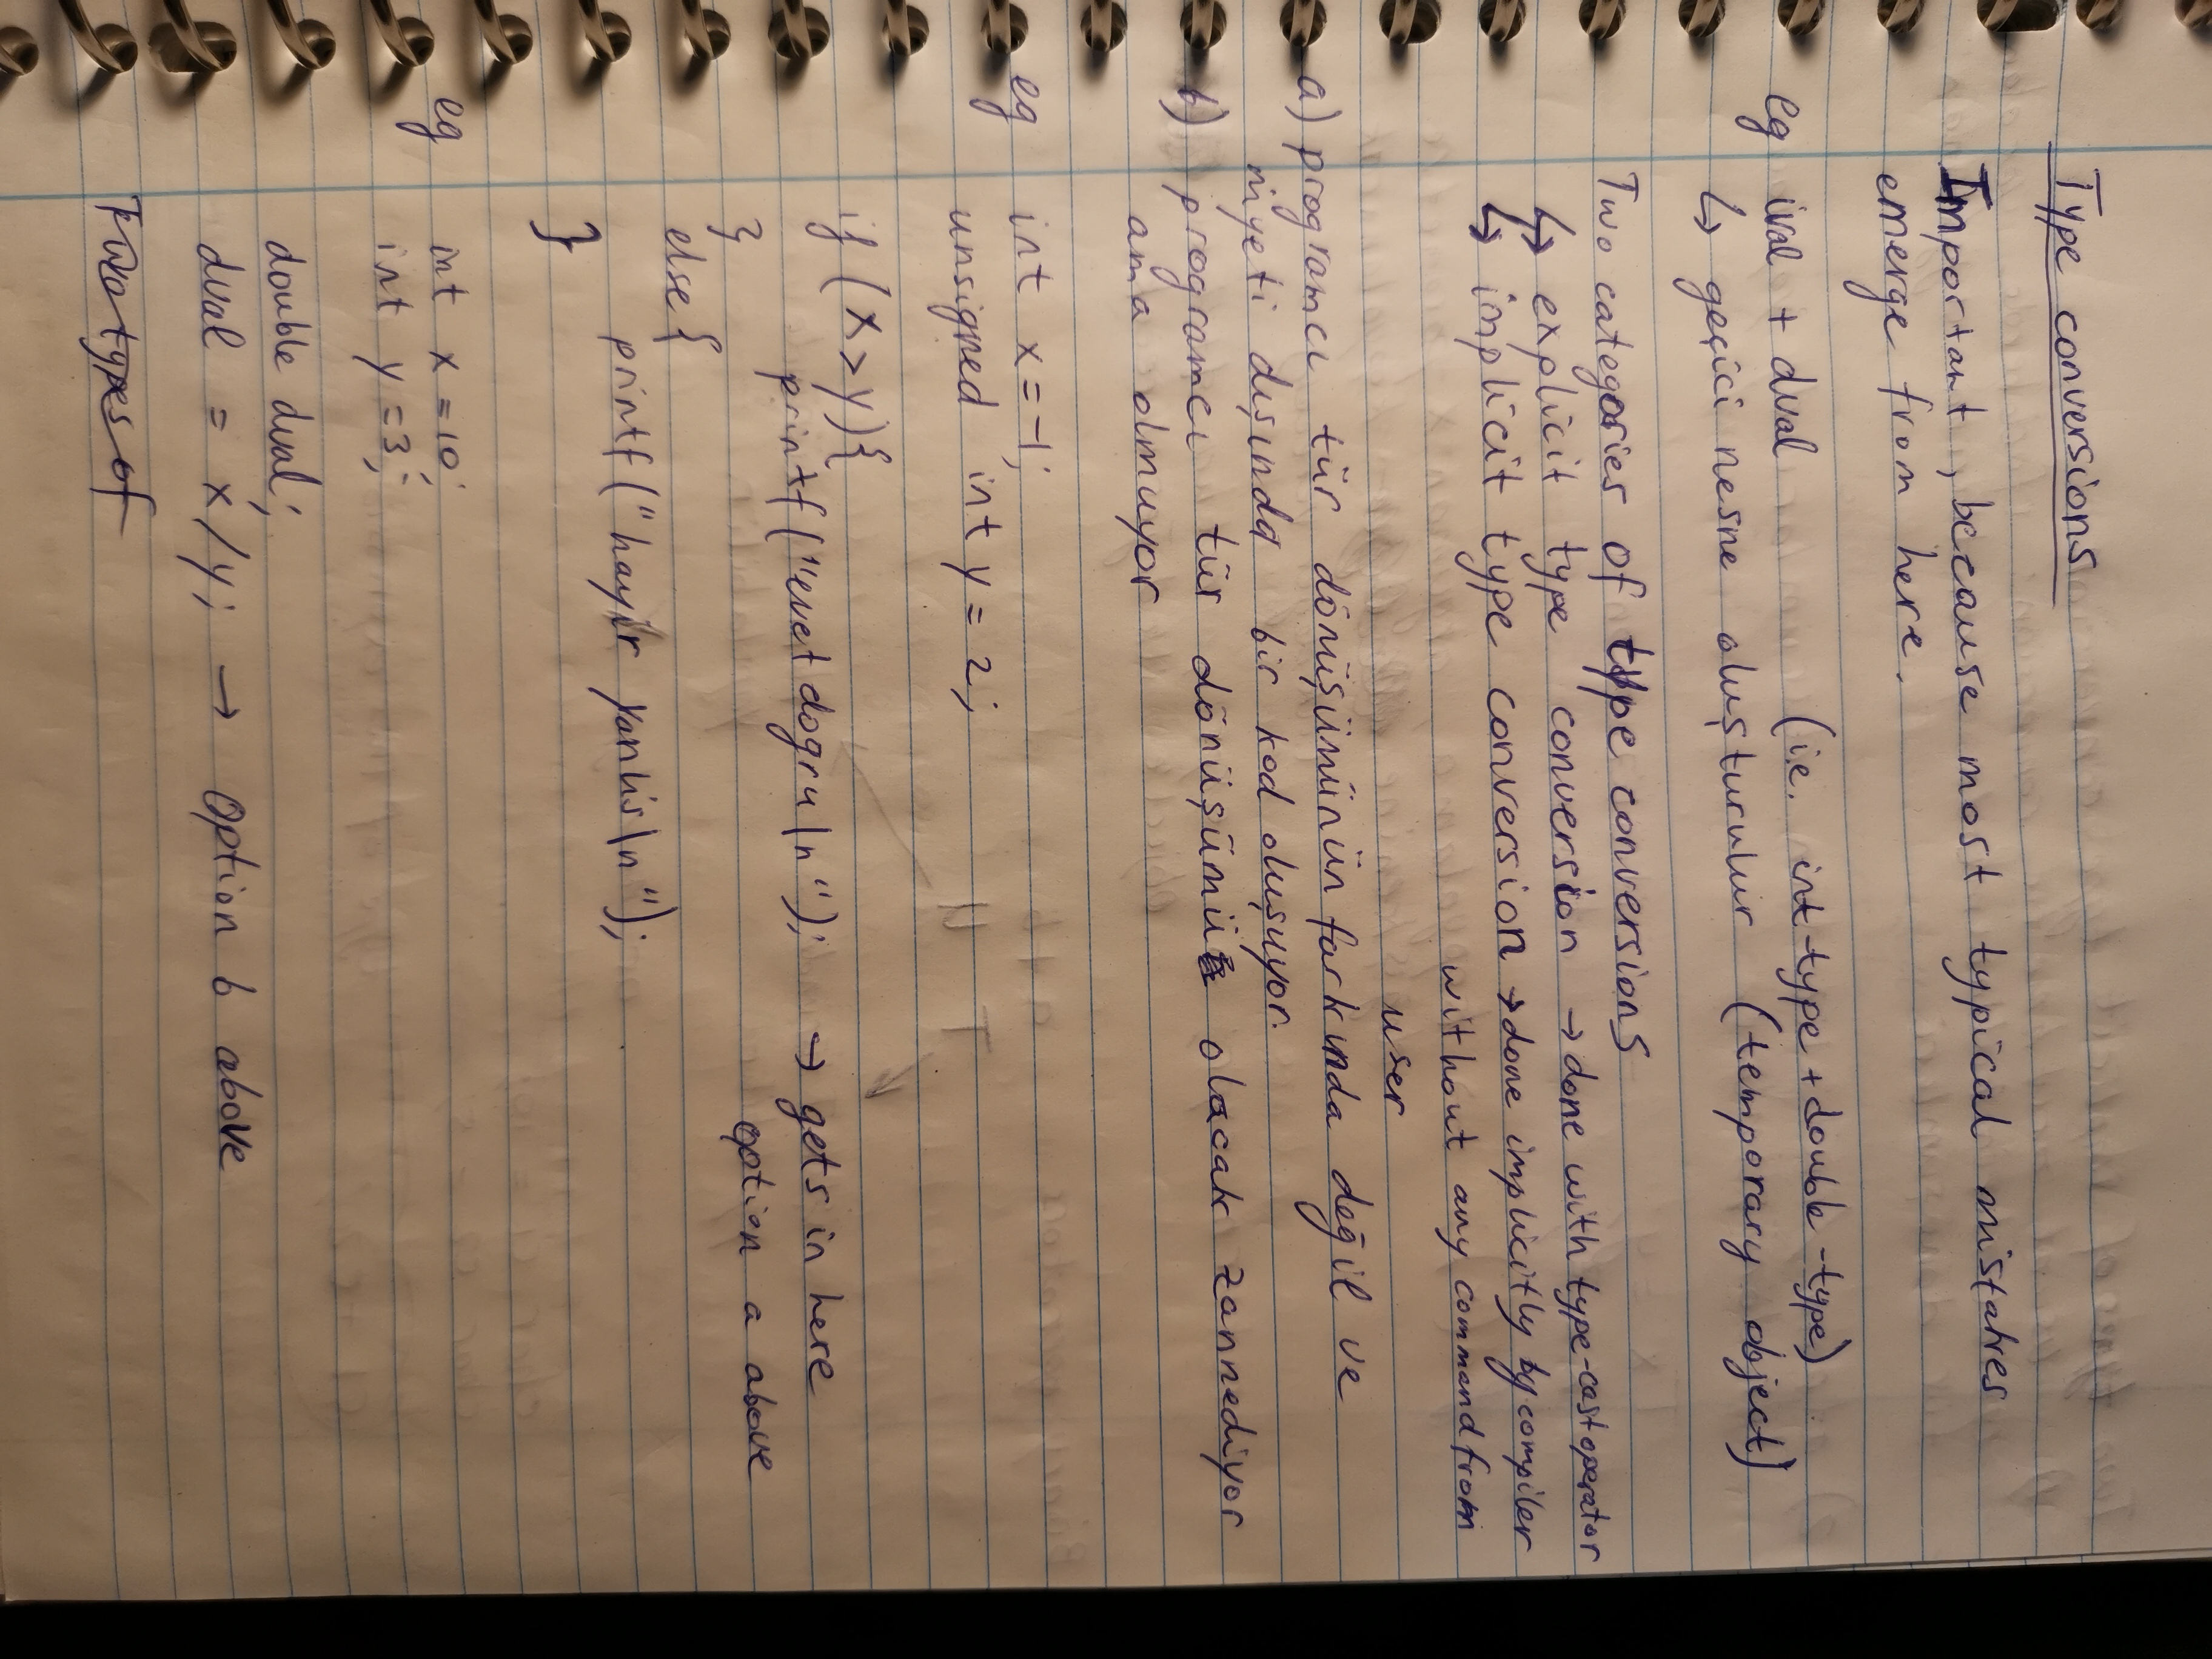 Type conversions
Important, because most typical mistakes
emerge from here.
eg ival + dval (i.e. int-type + double-type)
↳ geçici nesne oluşturulur (temporary object)
Two categories of type conversions
↳ explicit type conversion → done with type-cast operator
↳ implicit type conversion → done implicitly by compiler
without any command from
user
a) programcı tür dönüşümünün farkında değil ve
niyeti dışında bir kod oluşuyor.
b) programcı tür dönüşümü olacak zannediyor
ama olmuyor
eg int x = -1;
unsigned int y = 2;
if (x > y){
printf("evet dogru\n"); → gets in here
} option a above
else {
printf("hayir yanlis\n");
}
eg int x = 10;
int y = 3;
double dval;
dval = x/y; → option b above
Two types of